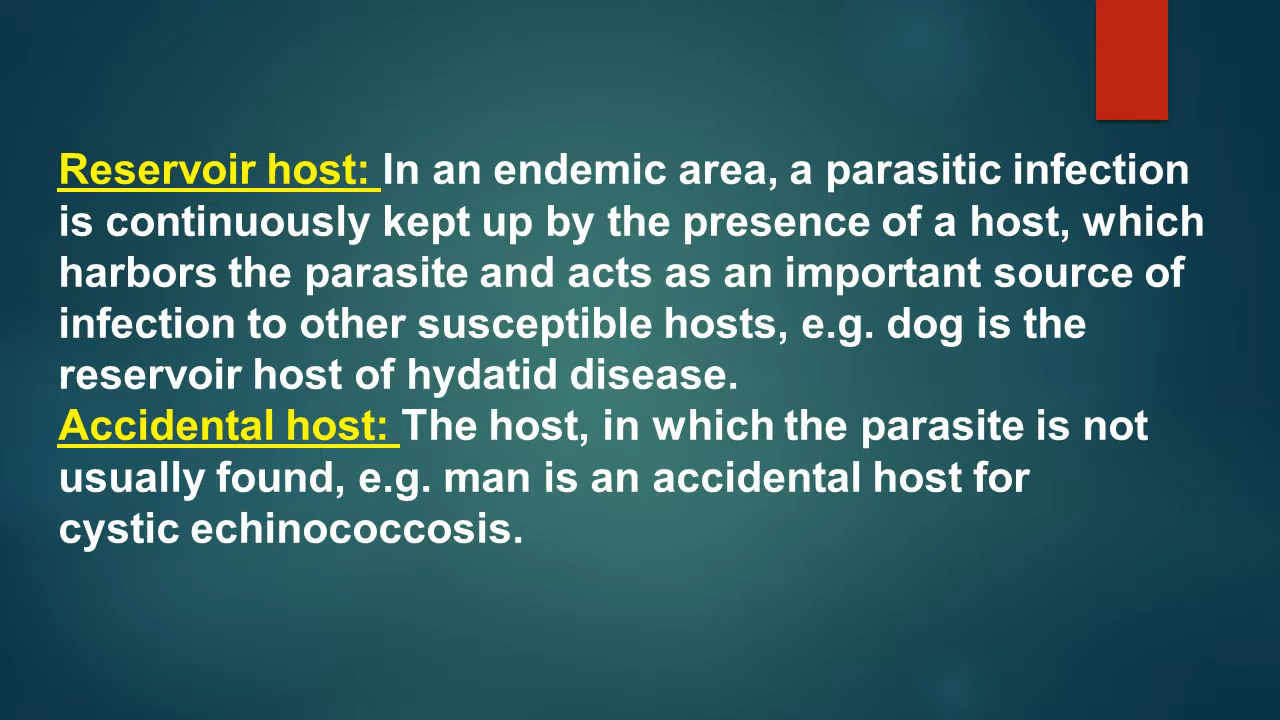 Reservoir host: In an endemic area, a parasitic infection
is continuously kept up by the presence of a host, which
harbors the parasite and acts as an important source of
infection to other susceptible hosts, e.g. dog is the
reservoir host of hydatid disease.
Accidental host: The host, in which the parasite is not
usually found, e.g. man is an accidental host for
cystic echinococcosis.